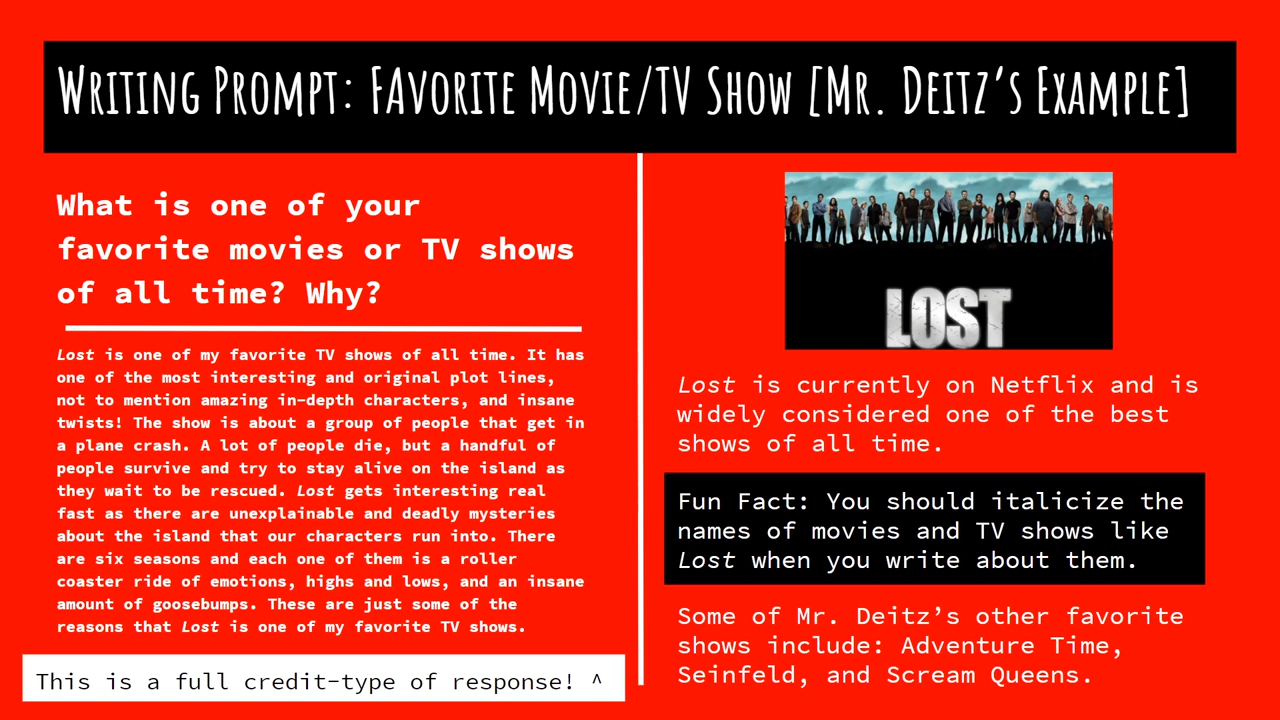 Writing Prompt: Favorite Movie/TV Show [Mr. Deitz's Example]
What is one of your
favorite movies or TV shows
of all time? Why?
Lost is one of my favorite TV shows of all time. It has
one of the most interesting and original plot lines,
not to mention amazing in-depth characters, and insane
twists! The show is about a group of people that get in
a plane crash. A lot of people die, but a handful of
people survive and try to stay alive on the island as
they wait to be rescued. Lost gets interesting real
fast as there are unexplainable and deadly mysteries
about the island that our characters run into. There
are six seasons and each one of them is a roller
coaster ride of emotions, highs and lows, and an insane
amount of goosebumps. These are just some of the
reasons that Lost is one of my favorite TV shows.
This is a full credit-type of response! ^
LOST
Lost is currently on Netflix and is
widely considered one of the best
shows of all time.
Fun Fact: You should italicize the
names of movies and TV shows like
Lost when you write about them.
Some of Mr. Deitz's other favorite
shows include: Adventure Time,
Seinfeld, and Scream Queens.